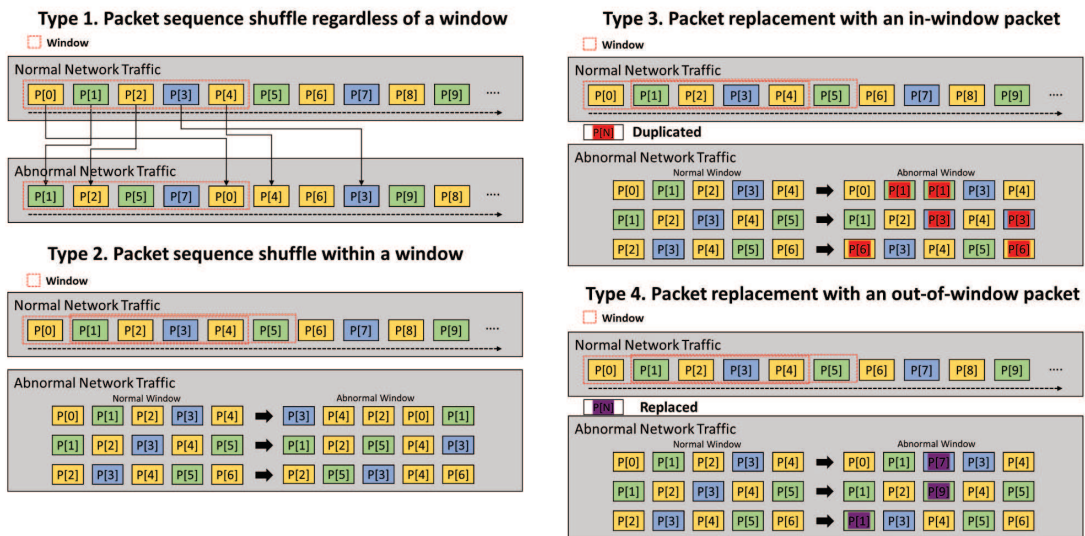 Type 1. Packet sequence shuffle regardless of a window
Window
Normal Network Traffic
P[0] P[1] P[2] P[3] P[4] P[5] P[6] P[7] P[8] P[9] ....
Abnormal Network Traffic
P[1] P[2] P[5] P[7] P[0] P[4] P[6] P[3] P[9] P[8] ....
Type 2. Packet sequence shuffle within a window
Window
Normal Network Traffic
P[0] P[1] P[2] P[3] P[4] P[5] P[6] P[7] P[8] P[9] ....
Abnormal Network Traffic
Normal Window Abnormal Window
P[0] P[1] P[2] P[3] P[4] P[3] P[4] P[2] P[0] P[1]
P[1] P[2] P[3] P[4] P[5] P[1] P[2] P[5] P[4] P[3]
P[2] P[3] P[4] P[5] P[6] P[2] P[5] P[3] P[4] P[6]
Type 3. Packet replacement with an in-window packet
Window
Normal Network Traffic
P[0] P[1] P[2] P[3] P[4] P[5] P[6] P[7] P[8] P[9] ....
P[N] Duplicated
Abnormal Network Traffic
Normal Window Abnormal Window
P[0] P[1] P[2] P[3] P[4] P[0] P[1] P[1] P[3] P[4]
P[1] P[2] P[3] P[4] P[5] P[1] P[2] P[3] P[4] P[3]
P[2] P[3] P[4] P[5] P[6] P[6] P[3] P[4] P[5] P[6]
Type 4. Packet replacement with an out-of-window packet
Window
Normal Network Traffic
P[0] P[1] P[2] P[3] P[4] P[5] P[6] P[7] P[8] P[9] ....
P[N] Replaced
Abnormal Network Traffic
Normal Window Abnormal Window
P[0] P[1] P[2] P[3] P[4] P[0] P[1] P[7] P[3] P[4]
P[1] P[2] P[3] P[4] P[5] P[1] P[2] P[9] P[4] P[5]
P[2] P[3] P[4] P[5] P[6] P[1] P[3] P[4] P[5] P[6]